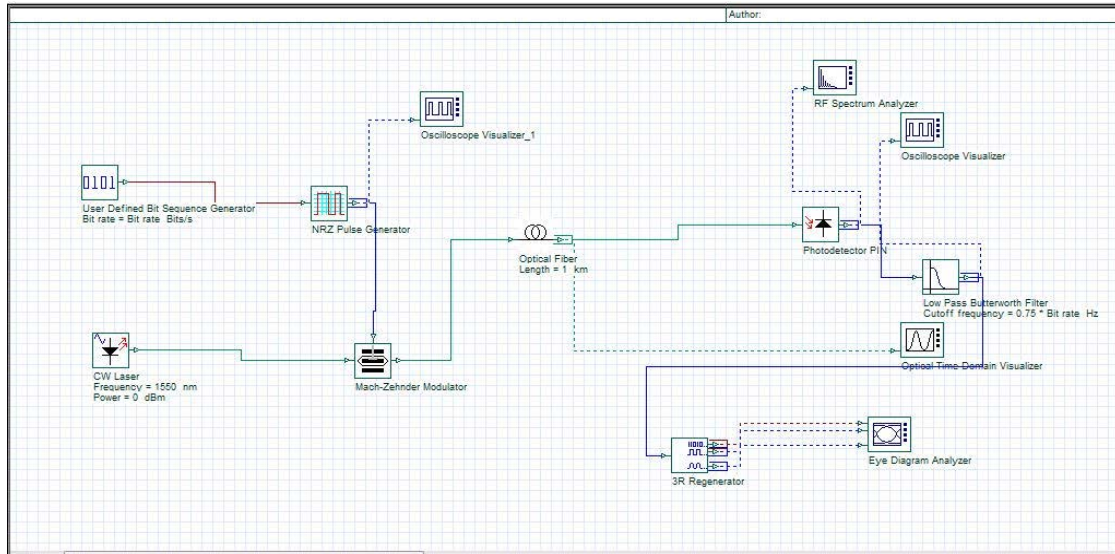 Author:
RF Spectrum Analyzer
Oscilloscope Visualizer_1
Oscilloscope Visualizer
0101
User Defined Bit Sequence Generator
Bit rate = Bit rate Bits/s
NRZ Pulse Generator
Optical Fiber
Length = 1 km
Photodetector PIN
Low Pass Butterworth Filter
Cutoff frequency = 0.75 * Bit rate Hz
CW Laser
Frequency = 1550 nm
Power = 0 dBm
Mach-Zehnder Modulator
Optical Time Domain Visualizer
Eye Diagram Analyzer
3R Regenerator